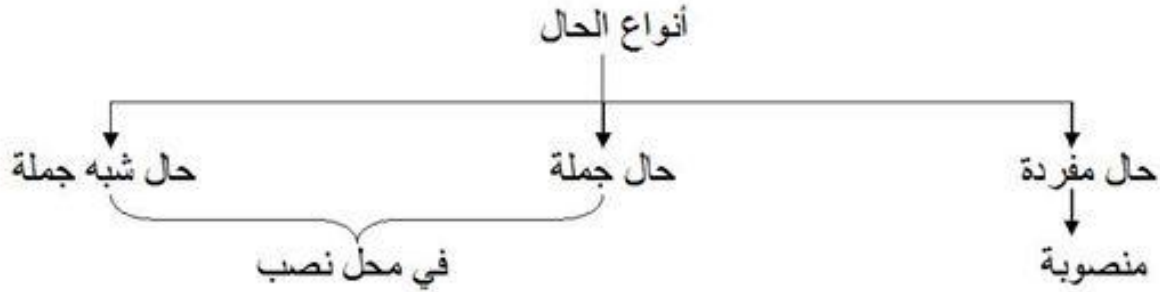 أنواع الحال
حال مفردة
حال جملة
حال شبه جملة
منصوبة
في محل نصب